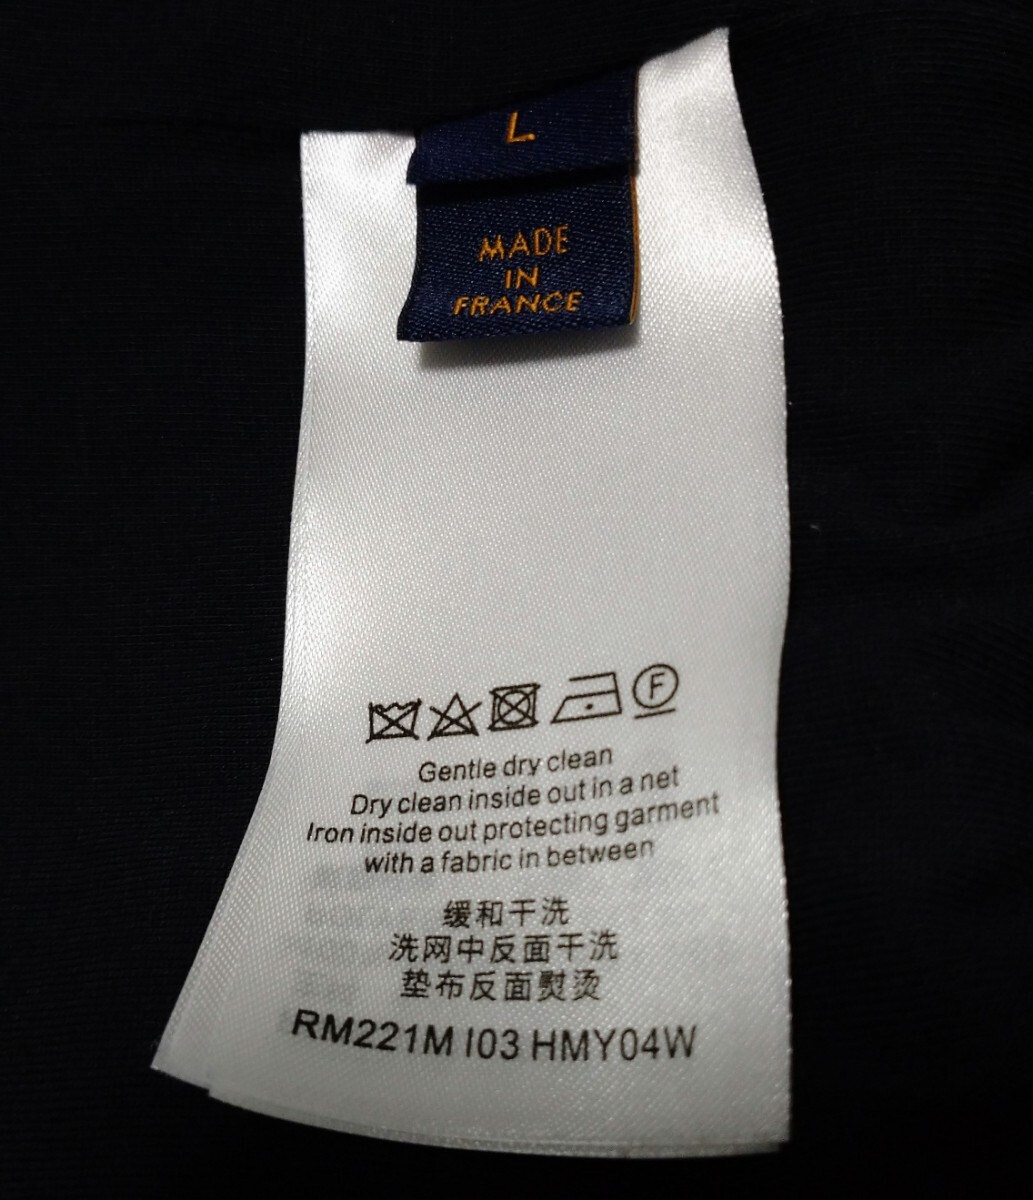 L
MADE
IN
FRANCE
F
Gentle dry clean
Dry clean inside out in a net
Iron inside out protecting garment
with a fabric in between
缓和干洗
洗网中反面干洗
垫布反面熨烫
RM221M I03 HMY04W